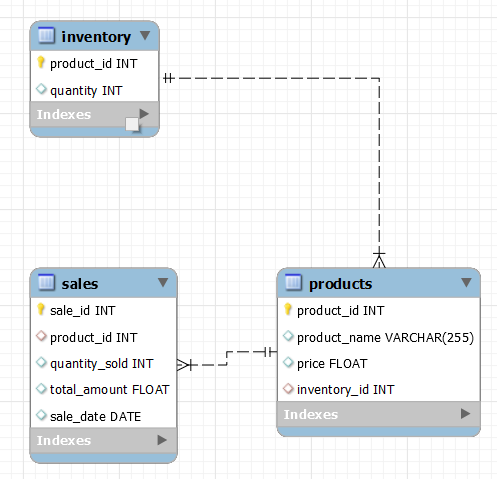 inventory
product_id INT
quantity INT
Indexes
sales
sale_id INT
product_id INT
quantity_sold INT
total_amount FLOAT
sale_date DATE
Indexes
products
product_id INT
product_name VARCHAR(255)
price FLOAT
inventory_id INT
Indexes